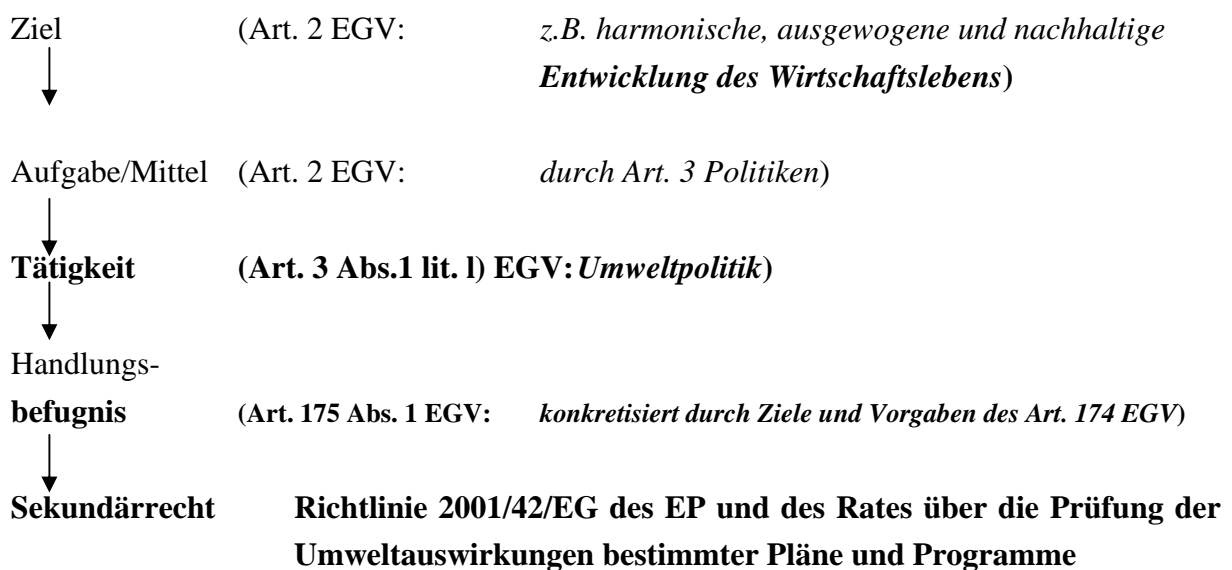 Ziel (Art. 2 EGV: z.B. harmonische, ausgewogene und nachhaltige
Entwicklung des Wirtschaftslebens)
Aufgabe/Mittel (Art. 2 EGV: durch Art. 3 Politiken)
Tätigkeit (Art. 3 Abs.1 lit. l) EGV: Umweltpolitik)
Handlungs-
befugnis (Art. 175 Abs. 1 EGV: konkretisiert durch Ziele und Vorgaben des Art. 174 EGV)
Sekundärrecht Richtlinie 2001/42/EG des EP und des Rates über die Prüfung der
Umweltauswirkungen bestimmter Pläne und Programme